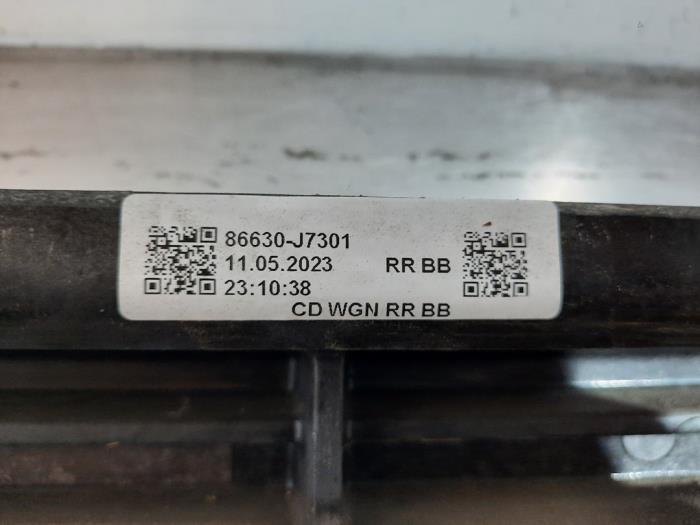 86630-J7301
11.05.2023 RR BB
23:10:38
CD WGN RR BB